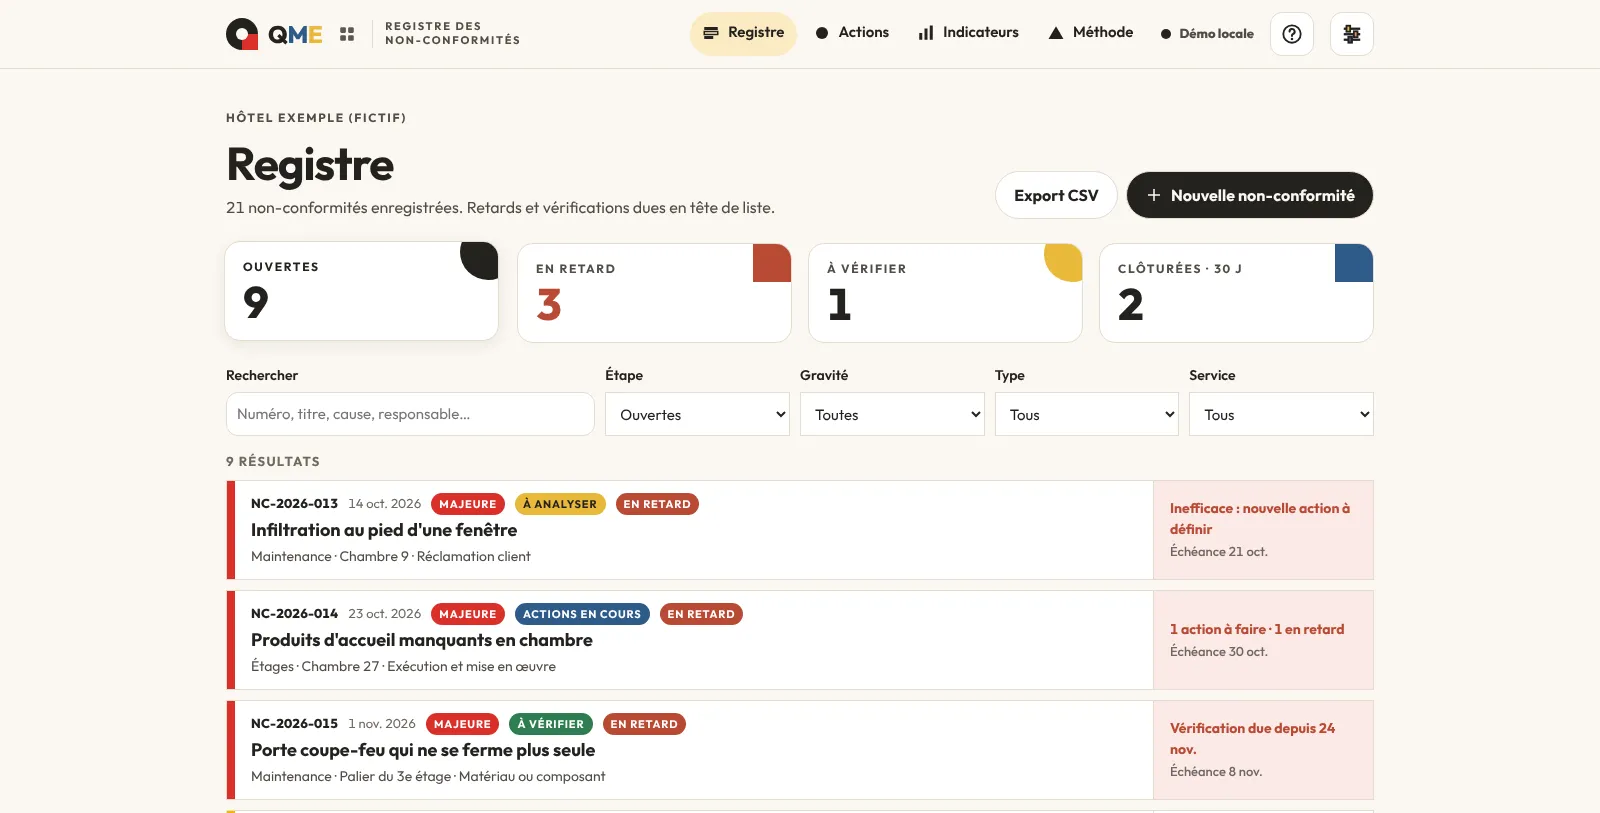 QME
REGISTRE DES
NON-CONFORMITÉS
Registre
Actions
Indicateurs
Méthode
Démo locale
HÔTEL EXEMPLE (FICTIF)
Registre
21 non-conformités enregistrées. Retards et vérifications dues en tête de liste.
Export CSV
+ Nouvelle non-conformité
OUVERTES
9
EN RETARD
3
À VÉRIFIER
1
CLÔTURÉES · 30 J
2
Rechercher
Numéro, titre, cause, responsable...
Étape
Ouvertes
Gravité
Toutes
Type
Tous
Service
Tous
9 RÉSULTATS
NC-2026-013 14 oct. 2026 MAJEURE À ANALYSER EN RETARD
Infiltration au pied d'une fenêtre
Maintenance · Chambre 9 · Réclamation client
Inefficace : nouvelle action à
définir
Échéance 21 oct.
NC-2026-014 23 oct. 2026 MAJEURE ACTIONS EN COURS EN RETARD
Produits d'accueil manquants en chambre
Étages · Chambre 27 · Exécution et mise en œuvre
1 action à faire · 1 en retard
Échéance 30 oct.
NC-2026-015 1 nov. 2026 MAJEURE À VÉRIFIER EN RETARD
Porte coupe-feu qui ne se ferme plus seule
Maintenance · Palier du 3e étage · Matériau ou composant
Vérification due depuis 24
nov.
Échéance 8 nov.